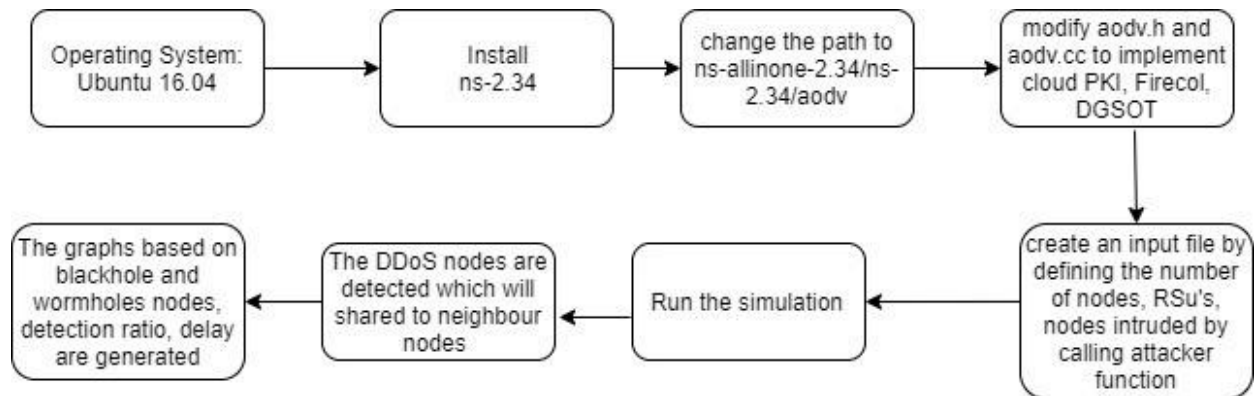 Operating System:
Ubuntu 16.04
Install
ns-2.34
change the path to
ns-allinone-2.34/ns-
2.34/aodv
modify aodv.h and
aodv.cc to implement
cloud PKI, Firecol,
DGSOT
create an input file by
defining the number
of nodes, RSu's,
nodes intruded by
calling attacker
function
Run the simulation
The DDoS nodes are
detected which will
shared to neighbour
nodes
The graphs based on
blackhole and
wormholes nodes,
detection ratio, delay
are generated